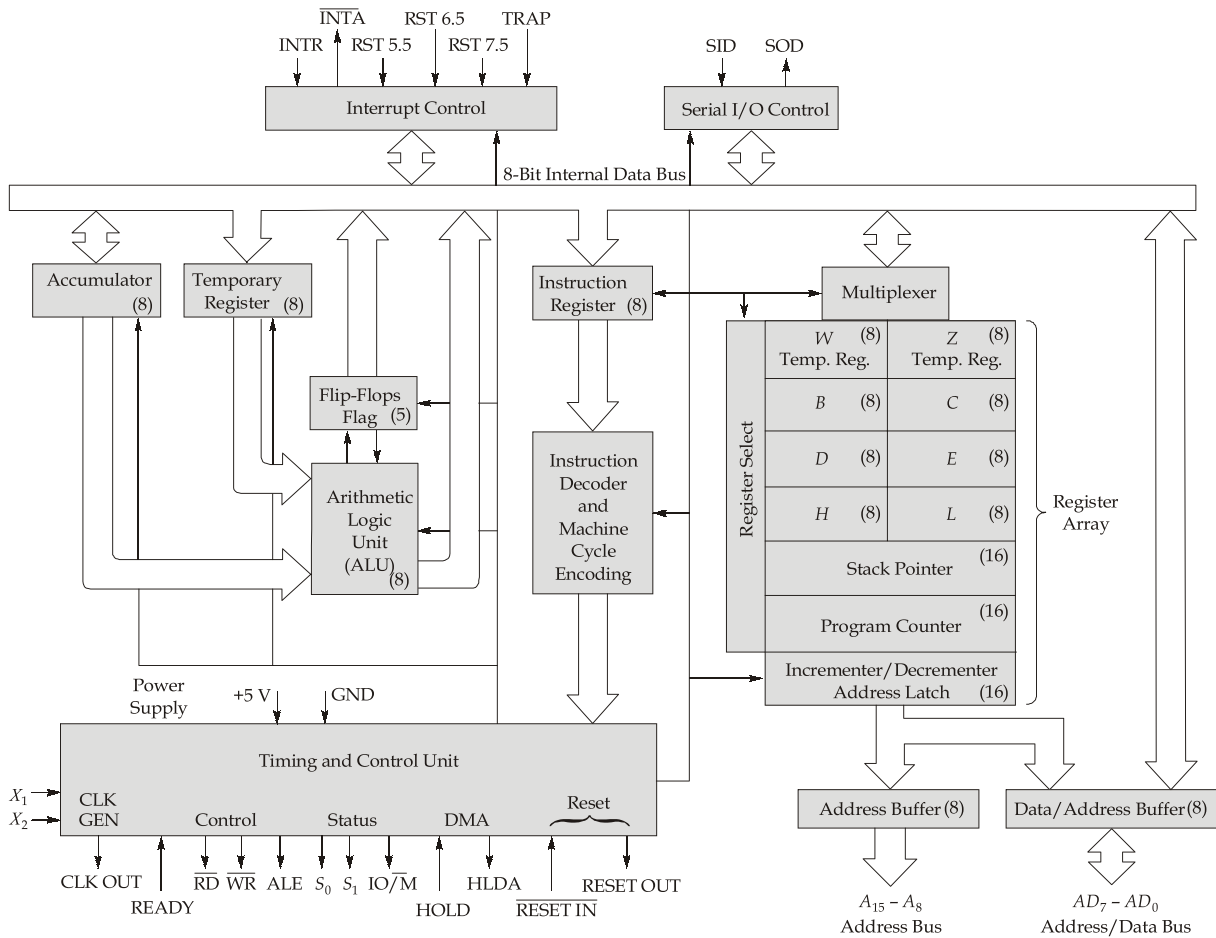 INTA
RST 6.5
TRAP
INTR
RST 5.5
RST 7.5
SID
SOD
Interrupt Control
Serial I/O Control
8-Bit Internal Data Bus
Accumulator
(8)
Temporary
Register
(8)
Instruction
Register
(8)
Multiplexer
W
(8)
Temp. Reg.
Z
(8)
Temp. Reg.
Flip-Flops
Flag
(5)
B
(8)
C
(8)
D
(8)
E
(8)
H
(8)
L
(8)
Register Select
Register
Array
Arithmetic
Logic
Unit
(ALU)
(8)
Instruction
Decoder
and
Machine
Cycle
Encoding
(16)
Stack Pointer
(16)
Program Counter
Incrementer/Decrementer
Address Latch
(16)
Power
Supply
+5 V
GND
Timing and Control Unit
X1
X2
CLK
GEN
Control
Status
DMA
Reset
Address Buffer (8)
Data/Address Buffer (8)
CLK OUT
READY
RD
WR
ALE
S0
S1
IO/M
HOLD
HLDA
RESET IN
RESET OUT
A15 – A8
Address Bus
AD7 – AD0
Address/Data Bus